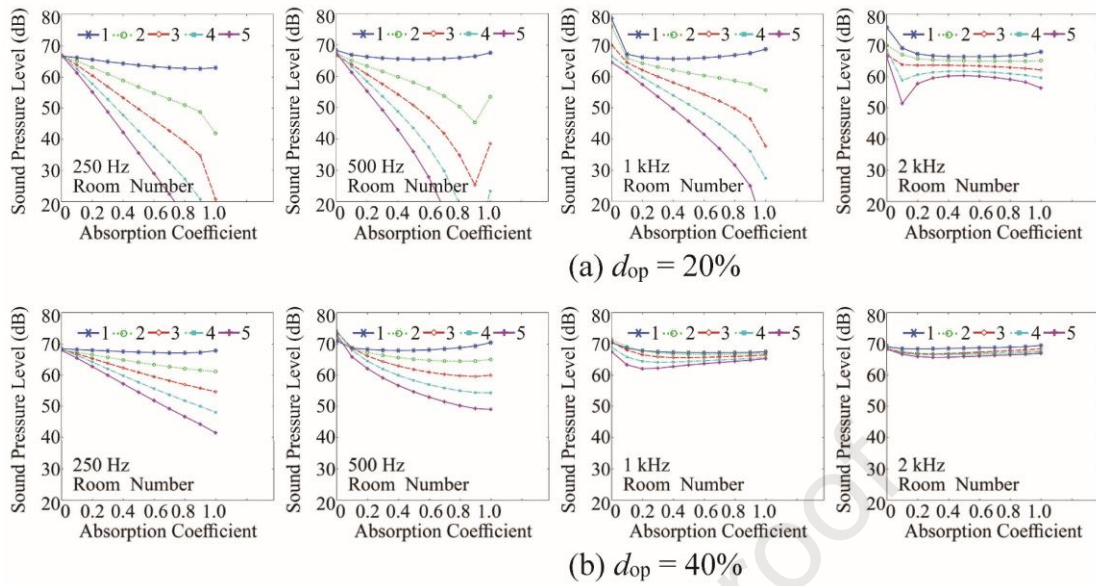 80
70
60
50
40
30
20
Sound Pressure Level (dB)
1 2 3 4 5
250 Hz
Room Number
0 0.2 0.4 0.6 0.8 1.0
Absorption Coefficient
80
70
60
50
40
30
20
Sound Pressure Level (dB)
1 2 3 4 5
500 Hz
Room Number
0 0.2 0.4 0.6 0.8 1.0
Absorption Coefficient
80
70
60
50
40
30
20
Sound Pressure Level (dB)
1 2 3 4 5
1 kHz
Room Number
0 0.2 0.4 0.6 0.8 1.0
Absorption Coefficient
80
70
60
50
40
30
20
Sound Pressure Level (dB)
1 2 3 4 5
2 kHz
Room Number
0 0.2 0.4 0.6 0.8 1.0
Absorption Coefficient
(a) dop = 20%
80
70
60
50
40
30
20
Sound Pressure Level (dB)
1 2 3 4 5
250 Hz
Room Number
0 0.2 0.4 0.6 0.8 1.0
Absorption Coefficient
80
70
60
50
40
30
20
Sound Pressure Level (dB)
1 2 3 4 5
500 Hz
Room Number
0 0.2 0.4 0.6 0.8 1.0
Absorption Coefficient
80
70
60
50
40
30
20
Sound Pressure Level (dB)
1 2 3 4 5
1 kHz
Room Number
0 0.2 0.4 0.6 0.8 1.0
Absorption Coefficient
80
70
60
50
40
30
20
Sound Pressure Level (dB)
1 2 3 4 5
2 kHz
Room Number
0 0.2 0.4 0.6 0.8 1.0
Absorption Coefficient
(b) dop = 40%
roof